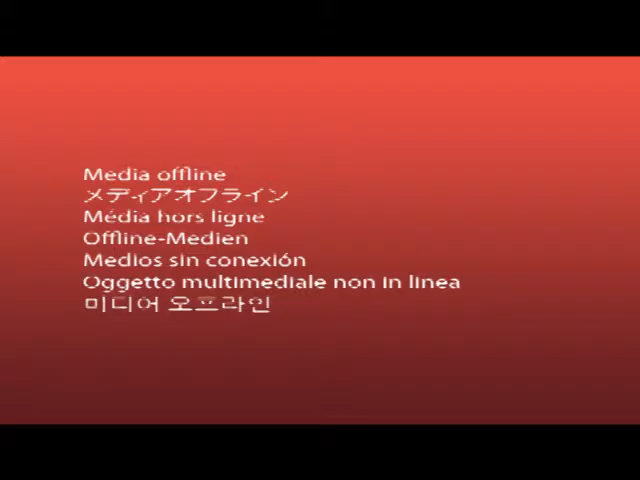 Media offline
メディアオフライン
Média hors ligne
Offline-Medien
Medios sin conexión
Oggetto multimediale non in linea
미디어 오프라인